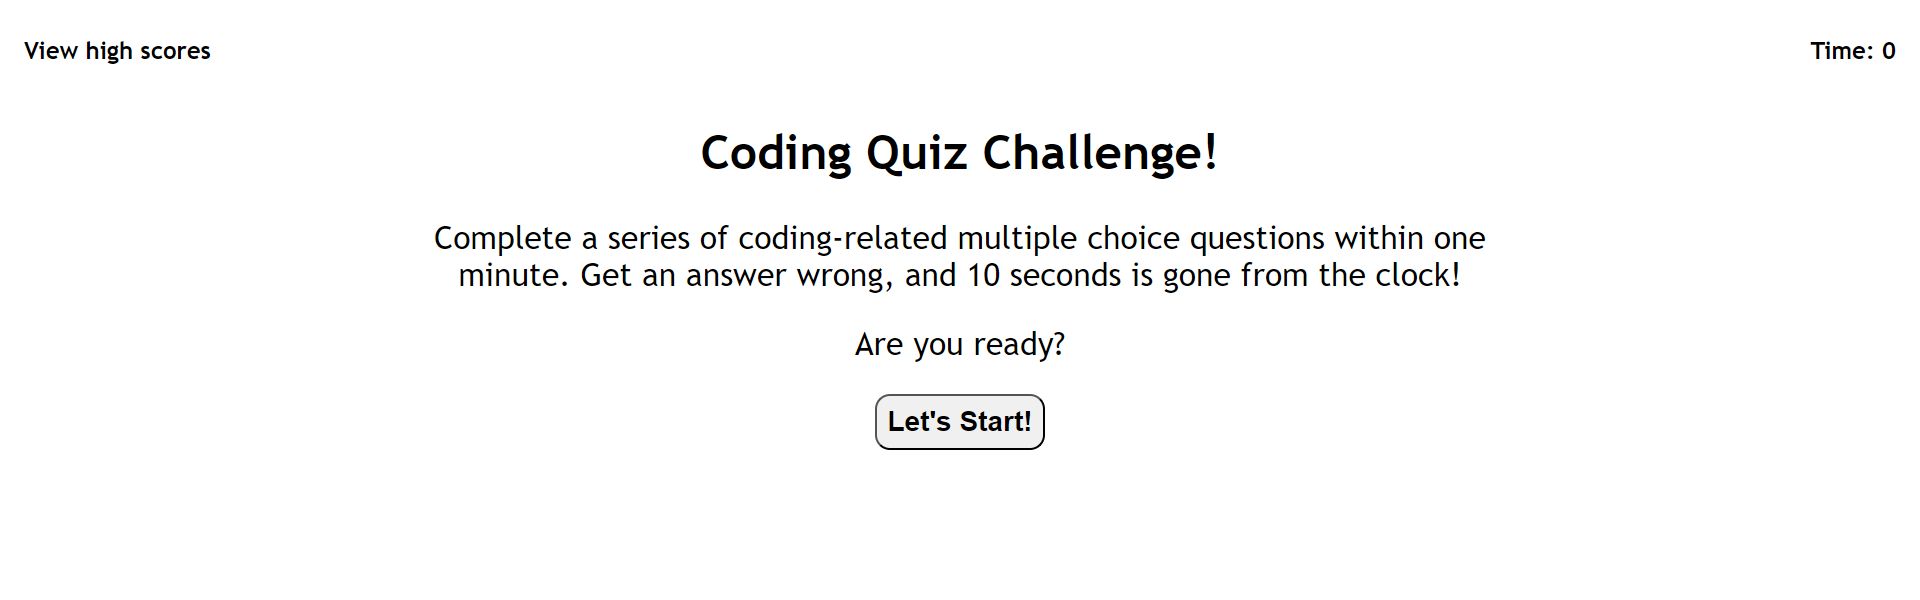 View high scores
Time: 0
Coding Quiz Challenge!
Complete a series of coding-related multiple choice questions within one
minute. Get an answer wrong, and 10 seconds is gone from the clock!
Are you ready?
Let's Start!